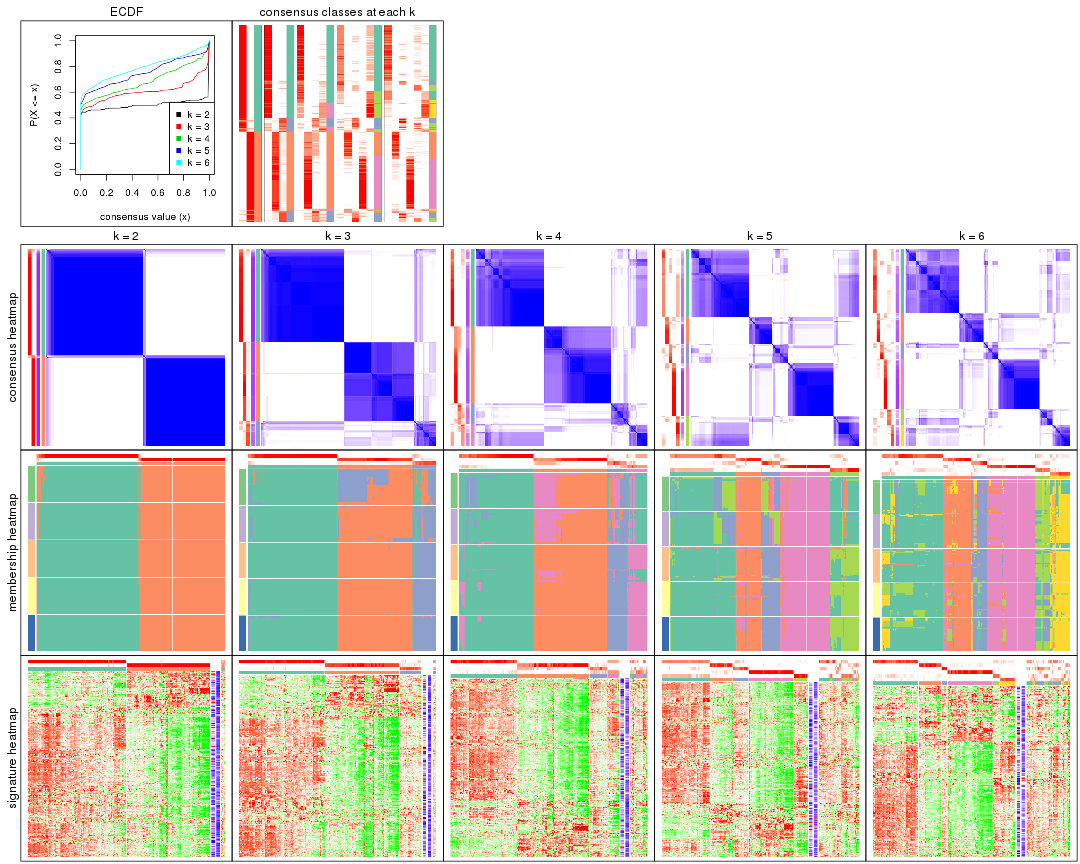 ECDF
consensus classes at each k
P(X <= x)
0.0 0.2 0.4 0.6 0.8 1.0
k = 2
k = 3
k = 4
k = 5
k = 6
0.0 0.2 0.4 0.6 0.8 1.0
consensus value (x)
k = 2
k = 3
k = 4
k = 5
k = 6
consensus heatmap
membership heatmap
signature heatmap